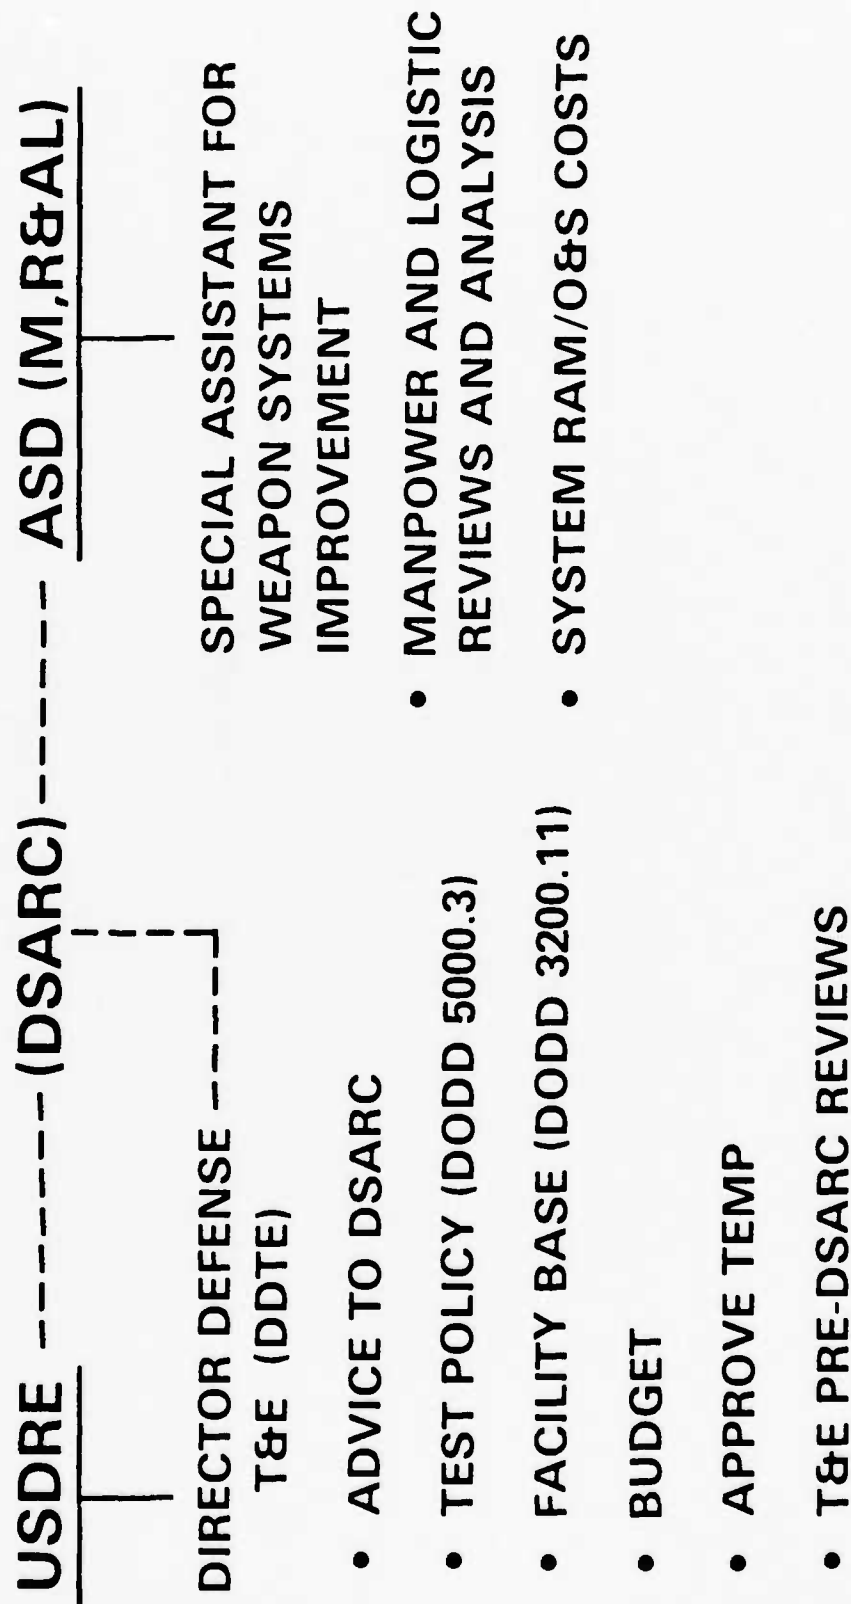 USDRE ------- (DSARC) ------ ASD (M,R&AL)
DIRECTOR DEFENSE
T&E (DDTE)
• ADVICE TO DSARC
• TEST POLICY (DODD 5000.3)
• FACILITY BASE (DODD 3200.11)
• BUDGET
• APPROVE TEMP
• T&E PRE-DSARC REVIEWS
SPECIAL ASSISTANT FOR
WEAPON SYSTEMS
IMPROVEMENT
• MANPOWER AND LOGISTIC
REVIEWS AND ANALYSIS
• SYSTEM RAM/O&S COSTS